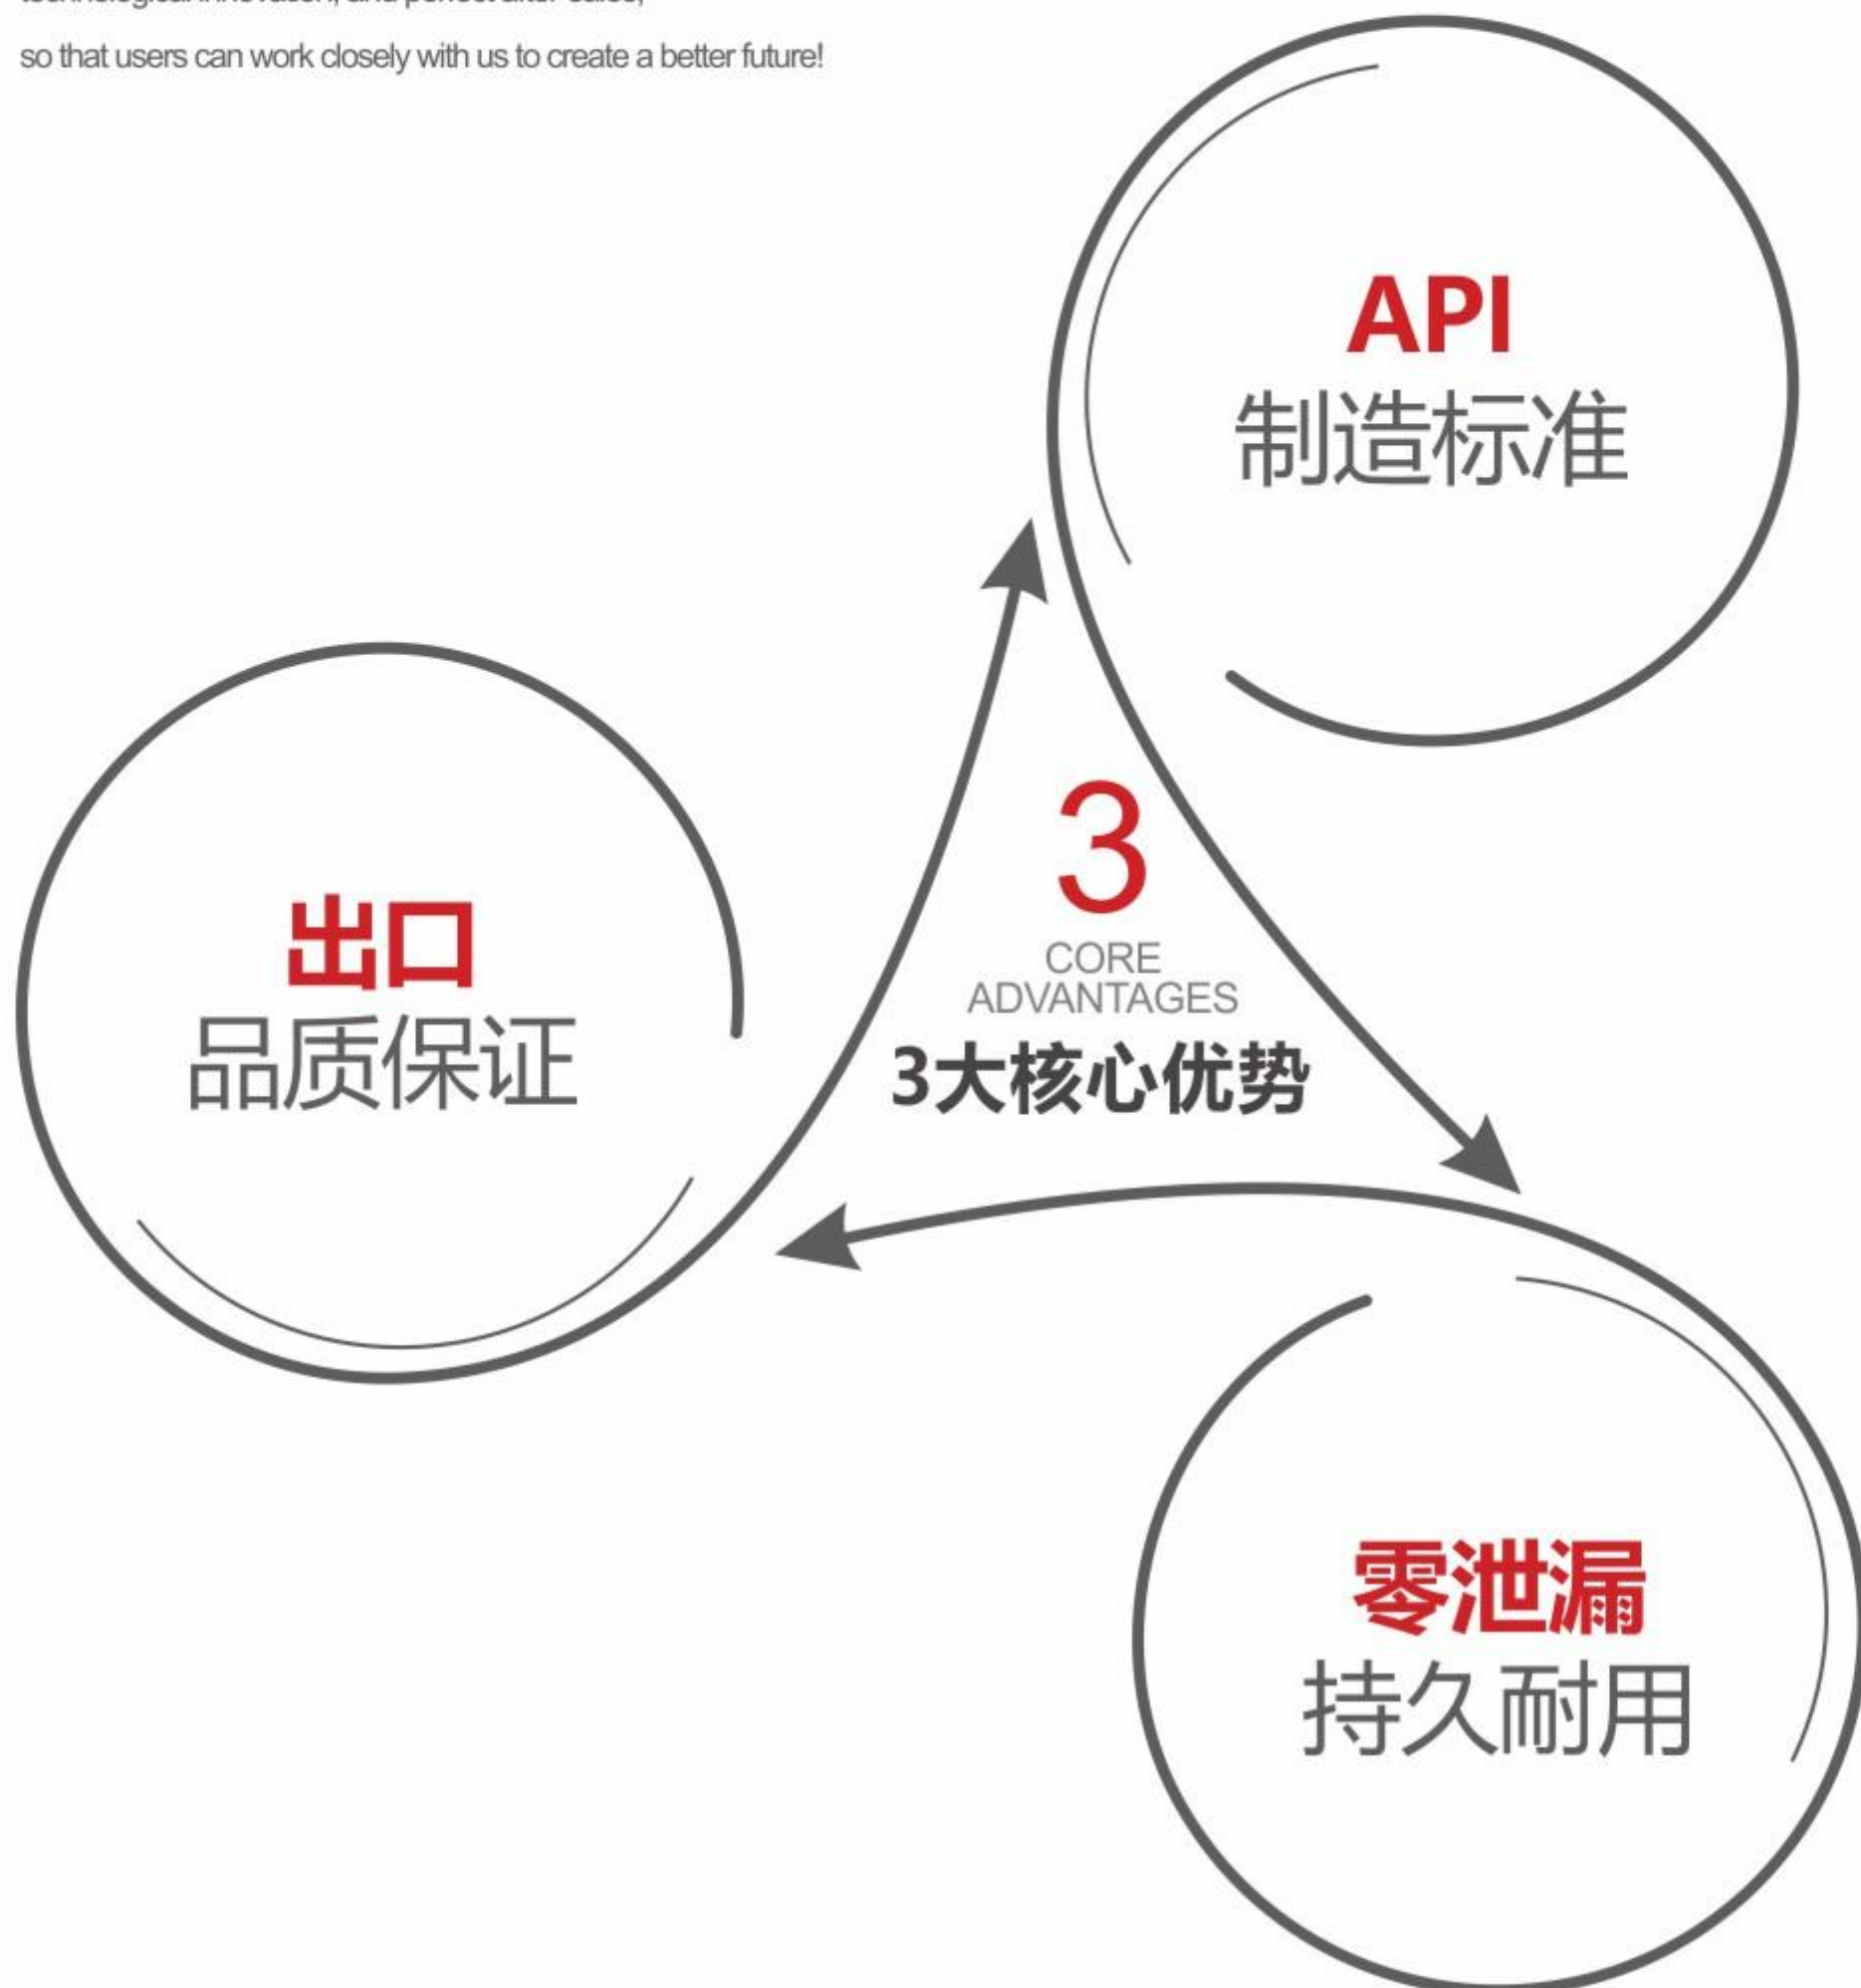 so that users can work closely with us to create a better future!
API
制造标准
3
CORE
ADVANTAGES
3大核心优势
出口
品质保证
零泄漏
持久耐用